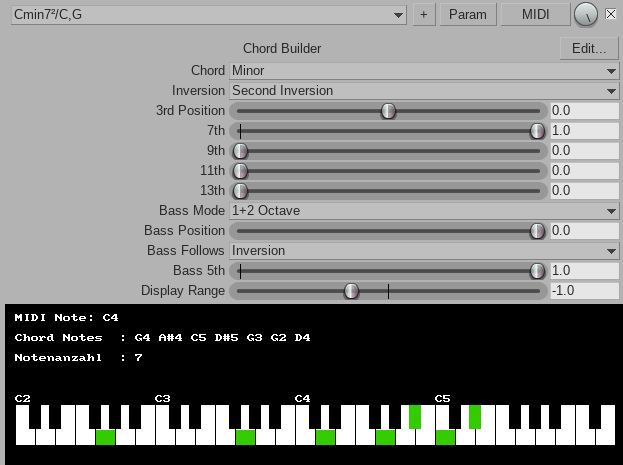 Cmin7²/C,G + Param MIDI
Chord Builder Edit...
Chord Minor
Inversion Second Inversion
3rd Position 0.0
7th 1.0
9th 0.0
11th 0.0
13th 0.0
Bass Mode 1+2 Octave
Bass Position 0.0
Bass Follows Inversion
Bass 5th 1.0
Display Range -1.0
MIDI Note: C4
Chord Notes : G4 A#4 C5 D#5 G3 G2 D4
Notenanzahl : 7
C2 C3 C4 C5